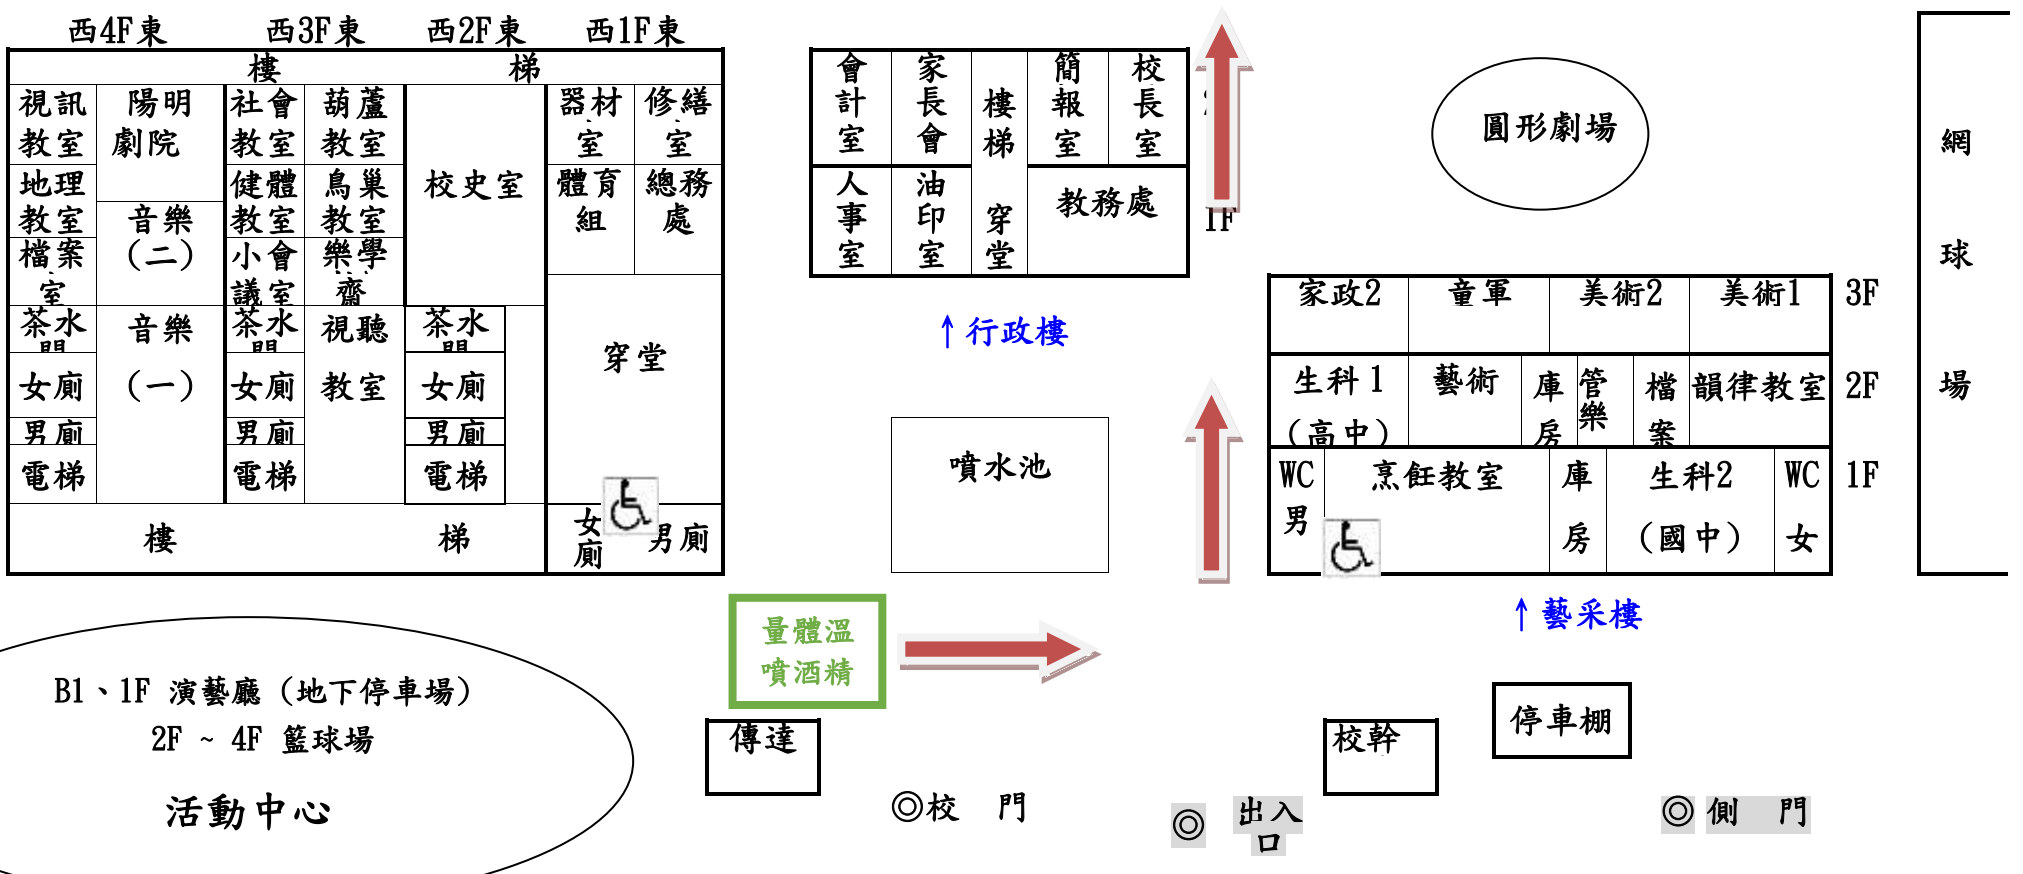 西4F東
西3F東
西2F東
西1F東
樓
梯
視訊
教室
陽明
劇院
社會
教室
葫蘆
教室
校史室
器材
室
修繕
室
地理
教室
音樂
(二)
健體
教室
鳥巢
教室
體育
組
總務
處
檔案
室
小會
議室
樂學
齋
茶水
音樂
(一)
茶水
視聽
教室
茶水
穿堂
女廁
女廁
女廁
男廁
男廁
男廁
電梯
電梯
電梯
樓
梯
女
廁
男廁
會計室
家長會
樓梯
簡報室
校長室
人事室
油印室
穿堂
教務處
1F
↑行政樓
噴水池
圓形劇場
網球場
家政2
童軍
美術2
美術1
3F
生科1
(高中)
藝術
庫房
管樂
檔案
韻律教室
2F
WC
男
烹飪教室
庫房
生科2
(國中)
WC
女
1F
↑藝采樓
量體溫
噴酒精
B1、1F 演藝廳 (地下停車場)
2F ~ 4F 籃球場
活動中心
傳達
校幹
停車棚
◎校 門
◎ 出入
口
◎ 側 門